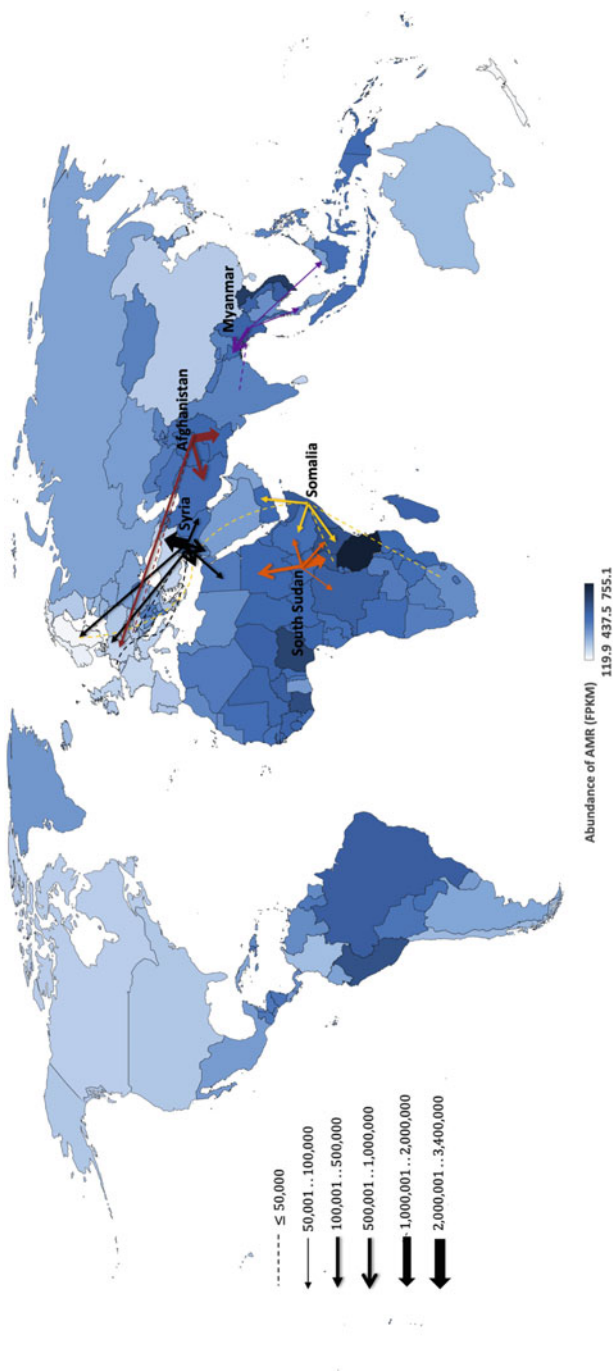 Myanmar
Afghanistan
Syria
Somalia
South Sudan
≤ 50,000
50,001 .. 100,000
100,001 .. 500,000
500,001 .. 1,000,000
1,000,001 .. 2,000,000
2,000,001 .. 3,400,000
Abundance of AMR (FPKM)
119.9 437.5 755.1